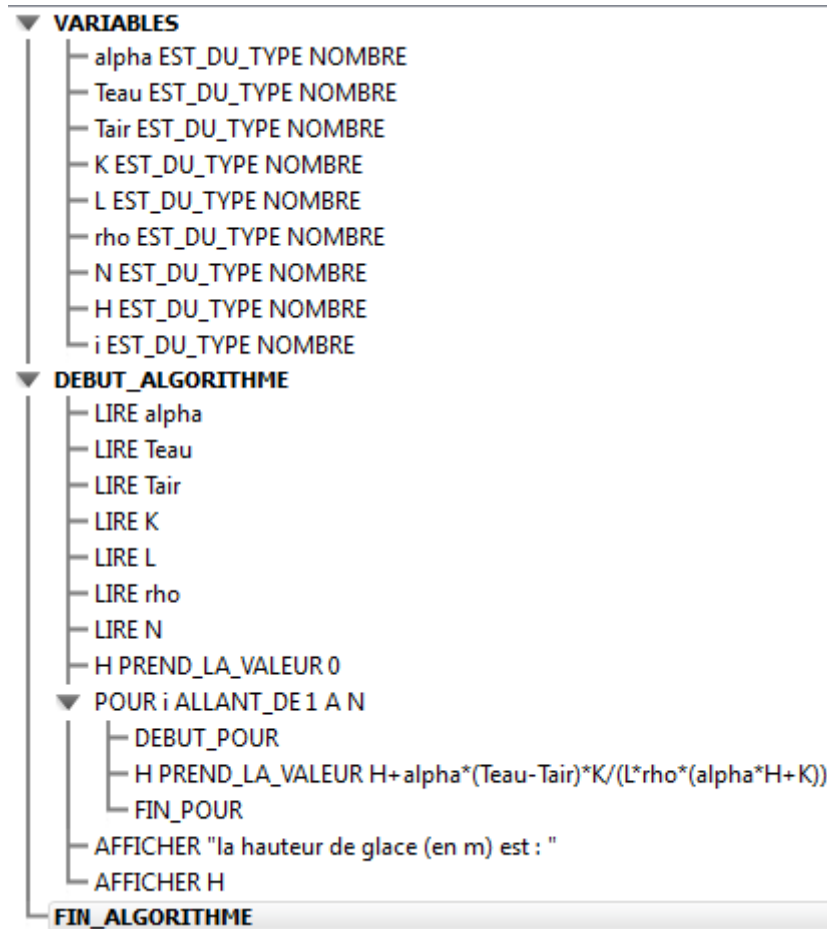 VARIABLES
alpha EST_DU_TYPE NOMBRE
Teau EST_DU_TYPE NOMBRE
Tair EST_DU_TYPE NOMBRE
K EST_DU_TYPE NOMBRE
L EST_DU_TYPE NOMBRE
rho EST_DU_TYPE NOMBRE
N EST_DU_TYPE NOMBRE
H EST_DU_TYPE NOMBRE
i EST_DU_TYPE NOMBRE
DEBUT_ALGORITHME
LIRE alpha
LIRE Teau
LIRE Tair
LIRE K
LIRE L
LIRE rho
LIRE N
H PREND_LA_VALEUR 0
POUR i ALLANT_DE 1 A N
DEBUT_POUR
H PREND_LA_VALEUR H+alpha*(Teau-Tair)*K/(L*rho*(alpha*H+K))
FIN_POUR
AFFICHER "la hauteur de glace (en m) est : "
AFFICHER H
FIN_ALGORITHME